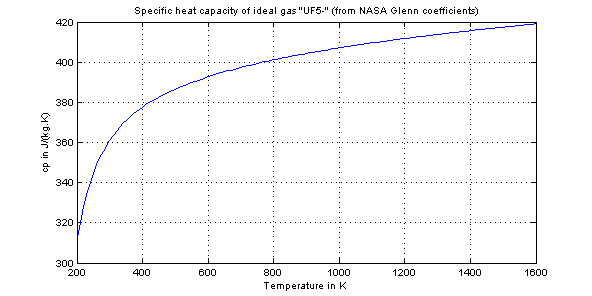 Specific heat capacity of ideal gas "UF5-" (from NASA Glenn coefficients)
420
400
380
360
340
320
300
cp in J/(kg.K)
200 400 600 800 1000 1200 1400 1600
Temperature in K